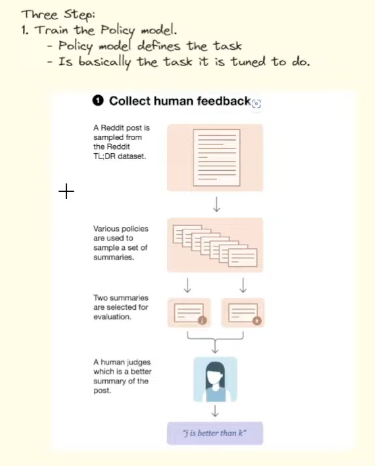 Three Step:
1. Train the Policy model.
- Policy model defines the task
- Is basically the task it is tuned to do.
1 Collect human feedback
A Reddit post is
sampled from
the Reddit
TL;DR dataset.
Various policies
are used to
sample a set of
summaries.
Two summaries
are selected for
evaluation.
j
k
A human judges
which is a better
summary of the
post.
"j is better than k"